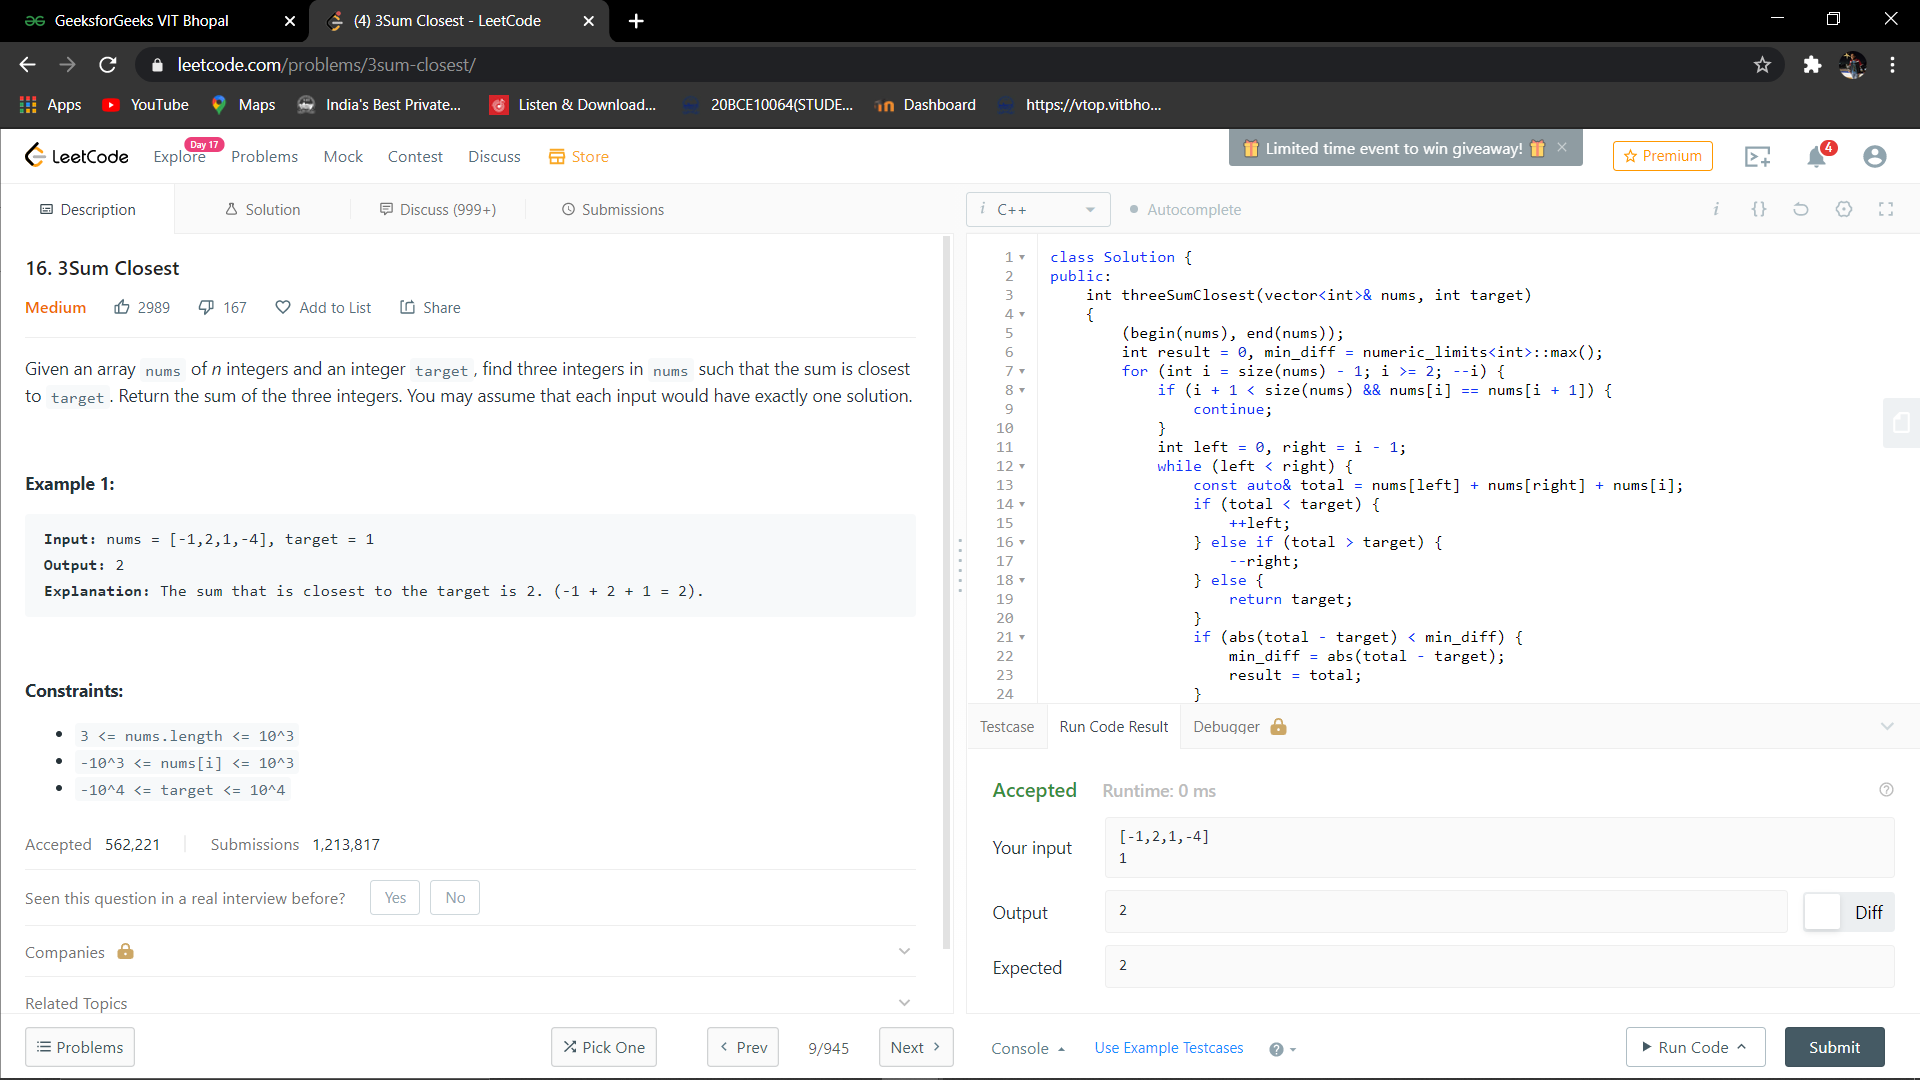 GeeksforGeeks VIT Bhopal
(4) 3Sum Closest - LeetCode
leetcode.com/problems/3sum-closest/
Apps YouTube Maps India's Best Private... Listen & Download... 20BCE10064(STUDE... Dashboard https://vtop.vitbho...
LeetCode Explore Day 17 Problems Mock Contest Discuss Store
Limited time event to win giveaway!
Premium
4
Description Solution Discuss (999+) Submissions
16. 3Sum Closest
Medium 2989 167 Add to List Share
Given an array nums of n integers and an integer target, find three integers in nums such that the sum is closest
to target. Return the sum of the three integers. You may assume that each input would have exactly one solution.
Example 1:
Input: nums = [-1,2,1,-4], target = 1
Output: 2
Explanation: The sum that is closest to the target is 2. (-1 + 2 + 1 = 2).
Constraints:
3 <= nums.length <= 10^3
-10^3 <= nums[i] <= 10^3
-10^4 <= target <= 10^4
Accepted 562,221 Submissions 1,213,817
Seen this question in a real interview before? Yes No
Companies
Related Topics
Problems Pick One Prev 9/945 Next
i C++ Autocomplete i {}
1 class Solution {
2 public:
3 int threeSumClosest(vector<int>& nums, int target)
4 {
5 (begin(nums), end(nums));
6 int result = 0, min_diff = numeric_limits<int>::max();
7 for (int i = size(nums) - 1; i >= 2; --i) {
8 if (i + 1 < size(nums) && nums[i] == nums[i + 1]) {
9 continue;
10 }
11 int left = 0, right = i - 1;
12 while (left < right) {
13 const auto& total = nums[left] + nums[right] + nums[i];
14 if (total < target) {
15 ++left;
16 } else if (total > target) {
17 --right;
18 } else {
19 return target;
20 }
21 if (abs(total - target) < min_diff) {
22 min_diff = abs(total - target);
23 result = total;
24 }
Testcase Run Code Result Debugger
Accepted Runtime: 0 ms
Your input
[-1,2,1,-4]
1
Output 2 Diff
Expected 2
Console Use Example Testcases Run Code Submit